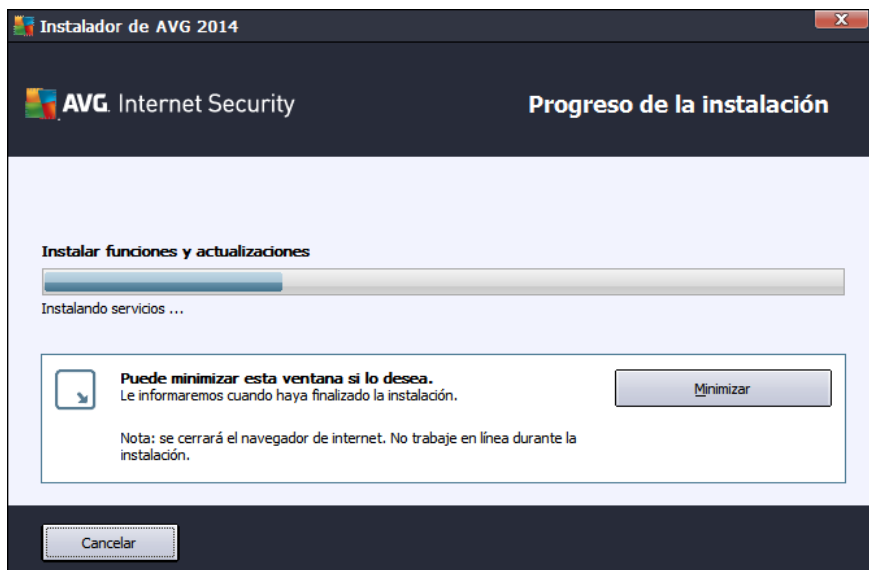 Instalador de AVG 2014
AVG. Internet Security
Progreso de la instalación
Instalar funciones y actualizaciones
Instalando servicios ...
Puede minimizar esta ventana si lo desea.
Le informaremos cuando haya finalizado la instalación.
Minimizar
Nota: se cerrará el navegador de internet. No trabaje en línea durante la
instalación.
Cancelar